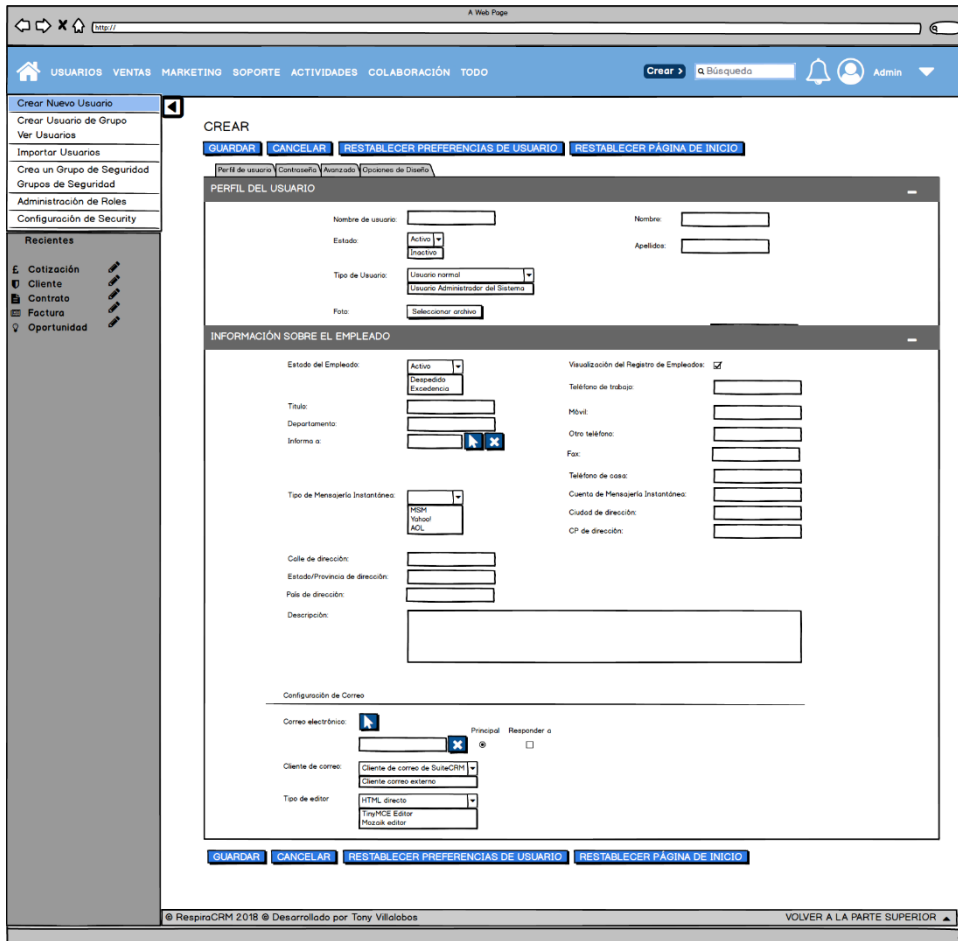 A Web Page
http://
USUARIOS VENTAS MARKETING SOPORTE ACTIVIDADES COLABORACIÓN TODO
Crear > Búsqueda Admin
Crear Nuevo Usuario
Crear Usuario de Grupo
Ver Usuarios
Importar Usuarios
Crea un Grupo de Seguridad
Grupos de Seguridad
Administración de Roles
Configuración de Security
Recientes
£ Cotización
Cliente
Contrato
Factura
Oportunidad
CREAR
GUARDAR CANCELAR RESTABLECER PREFERENCIAS DE USUARIO RESTABLECER PÁGINA DE INICIO
Perfil de usuario Contraseña Avanzado Opciones de Diseño
PERFIL DEL USUARIO
Nombre de usuario: Nombre:
Estado: Activo Apellidos:
Inactivo
Tipo de Usuario: Usuario normal
Usuario Administrador del Sistema
Foto: Seleccionar archivo
INFORMACIÓN SOBRE EL EMPLEADO
Estado del Empleado: Activo Visualización del Registro de Empleados:
Despedido
Excedencia Teléfono de trabajo:
Título: Móvil:
Departamento:
Informa a: Otro teléfono:
Fax:
Teléfono de casa:
Tipo de Mensajería Instantánea: Cuenta de Mensajería Instantánea:
MSM Ciudad de dirección:
Yahoo!
AOL CP de dirección:
Calle de dirección:
Estado/Provincia de dirección:
País de dirección:
Descripción:
Configuración de Correo
Correo electrónico:
Principal Responder a
Cliente de correo: Cliente de correo de SuiteCRM
Cliente correo externo
Tipo de editor HTML directo
TinyMCE Editor
Mozaik editor
GUARDAR CANCELAR RESTABLECER PREFERENCIAS DE USUARIO RESTABLECER PÁGINA DE INICIO
© RespiraCRM 2018 © Desarrollado por Tony Villalobos VOLVER A LA PARTE SUPERIOR